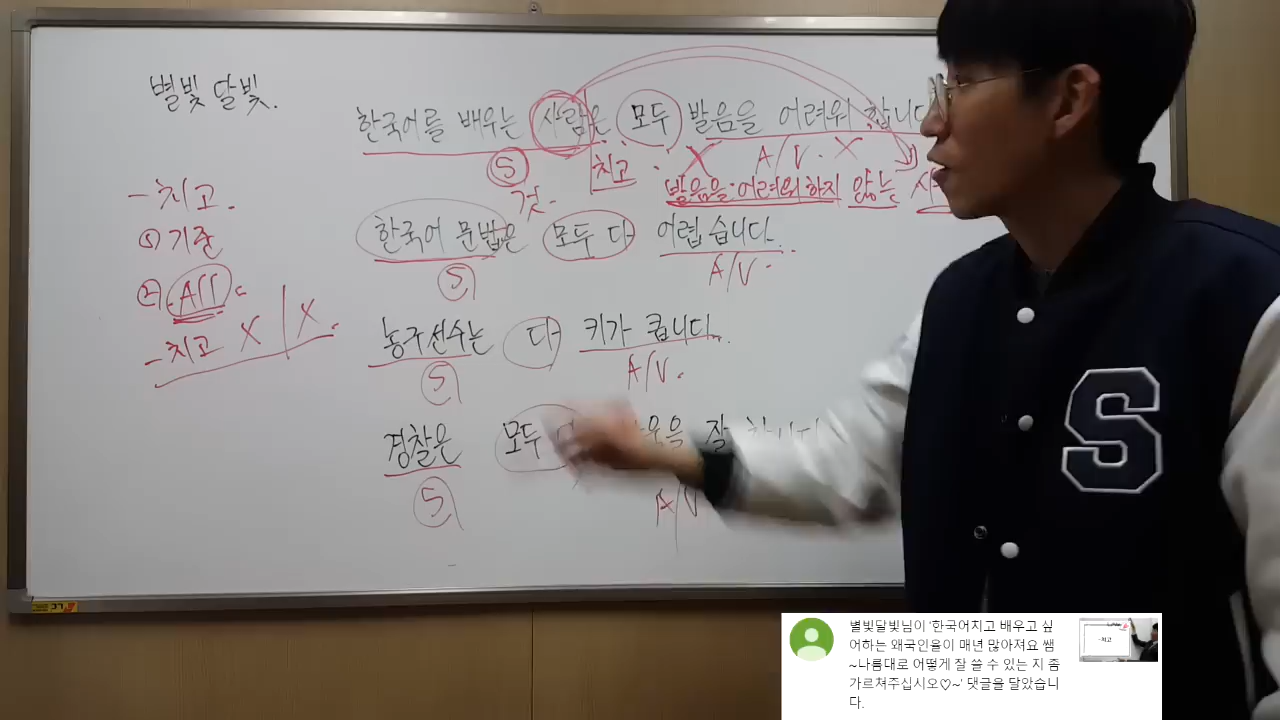 별빛 달빛.
한국어를 배우는 사람은 모두 발음을 어려워 합니다
S 치고 X A/V. X
발음을 어려워하지 않는 사
- 치고.
것.
① 기준
한국어 문법은 모두 다 어렵습니다.
S A/V.
② All
- 치고 X / X.
농구선수는 다 키가 큽니다.
S A/V.
경찰은 모두 잘
S A/V
S
별빛달빛님이 '한국어치고 배우고 싶
어하는 왜국인율이 매년 많아져요 쌤
~나름대로 어떻게 잘 쓸 수 있는 지 좀
가르쳐주십시오♡~' 댓글을 달았습니
다.
-치고